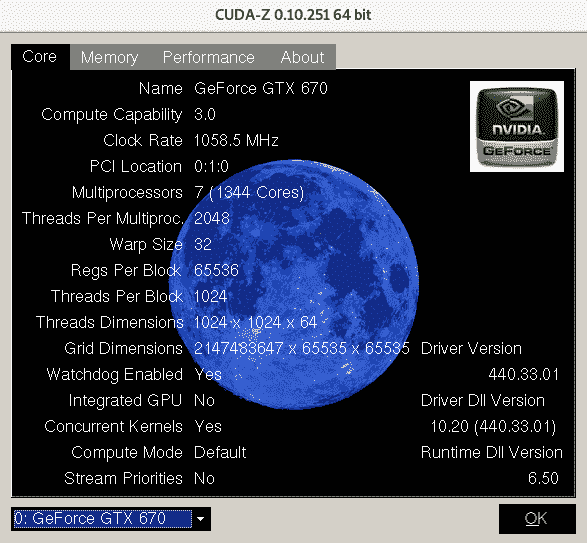 CUDA-Z 0.10.251 64 bit
Core Memory Performance About
Name GeForce GTX 670
Compute Capability 3.0
Clock Rate 1058.5 MHz
PCI Location 0:1:0
Multiprocessors 7 (1344 Cores)
Threads Per Multiproc. 2048
Warp Size 32
Regs Per Block 65536
Threads Per Block 1024
Threads Dimensions 1024 x 1024 x 64
Grid Dimensions 2147483647 x 65535 x 65535 Driver Version
Watchdog Enabled Yes 440.33.01
Integrated GPU No Driver Dll Version
Concurrent Kernels Yes 10.20 (440.33.01)
Compute Mode Default Runtime Dll Version
Stream Priorities No 6.50
NVIDIA
GEFORCE
0: GeForce GTX 670 OK